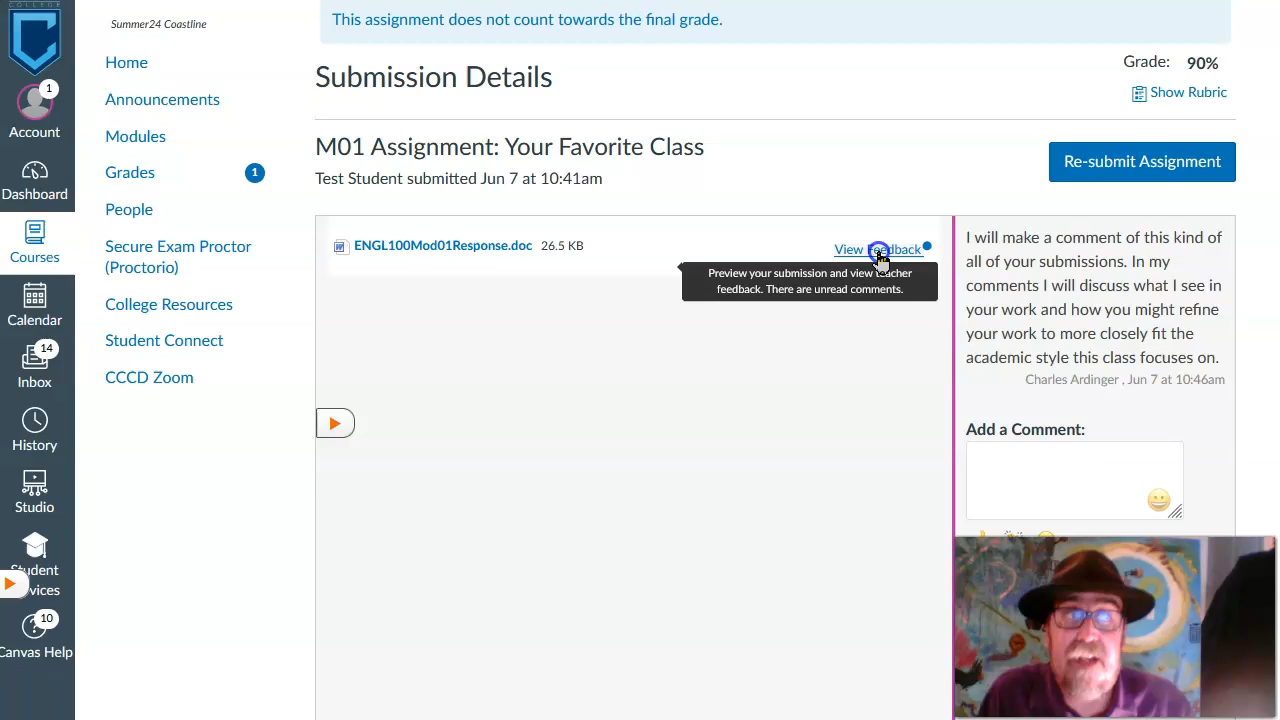 COLLEGE
1
Account
Dashboard
Courses
Calendar
14
Inbox
History
Studio
Student
vices
10
Canvas Help
Summer24 Coastline
Home
Announcements
Modules
Grades
1
People
Secure Exam Proctor
(Proctorio)
College Resources
Student Connect
CCCD Zoom
This assignment does not count towards the final grade.
Submission Details
Grade: 90%
Show Rubric
M01 Assignment: Your Favorite Class
Test Student submitted Jun 7 at 10:41am
Re-submit Assignment
ENGL100Mod01Response.doc 26.5 KB
View Feedback
Preview your submission and view teacher
feedback. There are unread comments.
I will make a comment of this kind of
all of your submissions. In my
comments I will discuss what I see in
your work and how you might refine
your work to more closely fit the
academic style this class focuses on.
Charles Ardinger , Jun 7 at 10:46am
Add a Comment: